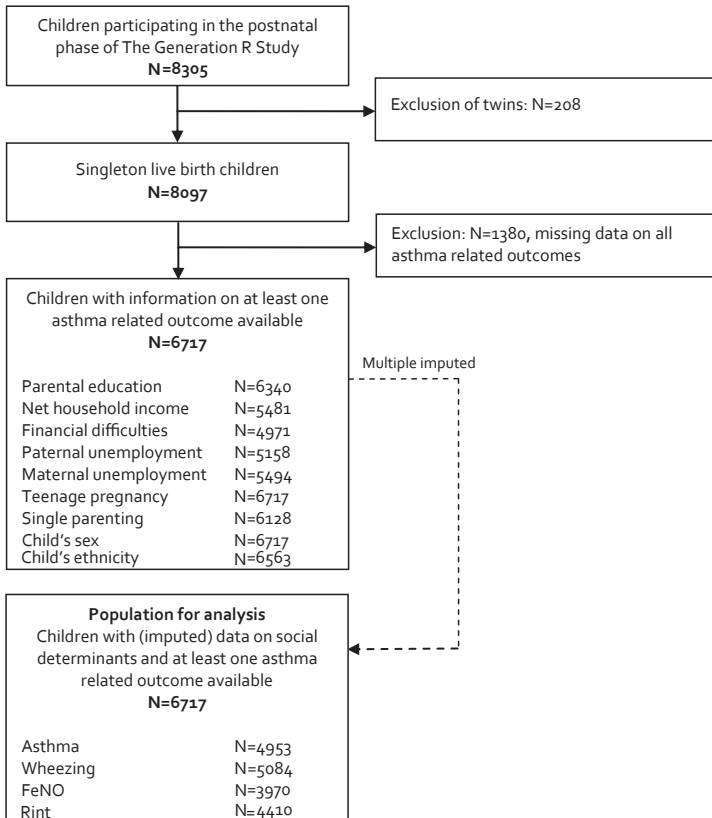 Children participating in the postnatal
phase of The Generation R Study
N=8305
Exclusion of twins: N=208
Singleton live birth children
N=8097
Exclusion: N=1380, missing data on all
asthma related outcomes
Children with information on at least one
asthma related outcome available
N=6717
Multiple imputed
Parental education N=6340
Net household income N=5481
Financial difficulties N=4971
Paternal unemployment N=5158
Maternal unemployment N=5494
Teenage pregnancy N=6717
Single parenting N=6128
Child's sex N=6717
Child's ethnicity N=6563
Population for analysis
Children with (imputed) data on social
determinants and at least one asthma
related outcome available
N=6717
Asthma N=4953
Wheezing N=5084
FeNO N=3970
Rint N=4410